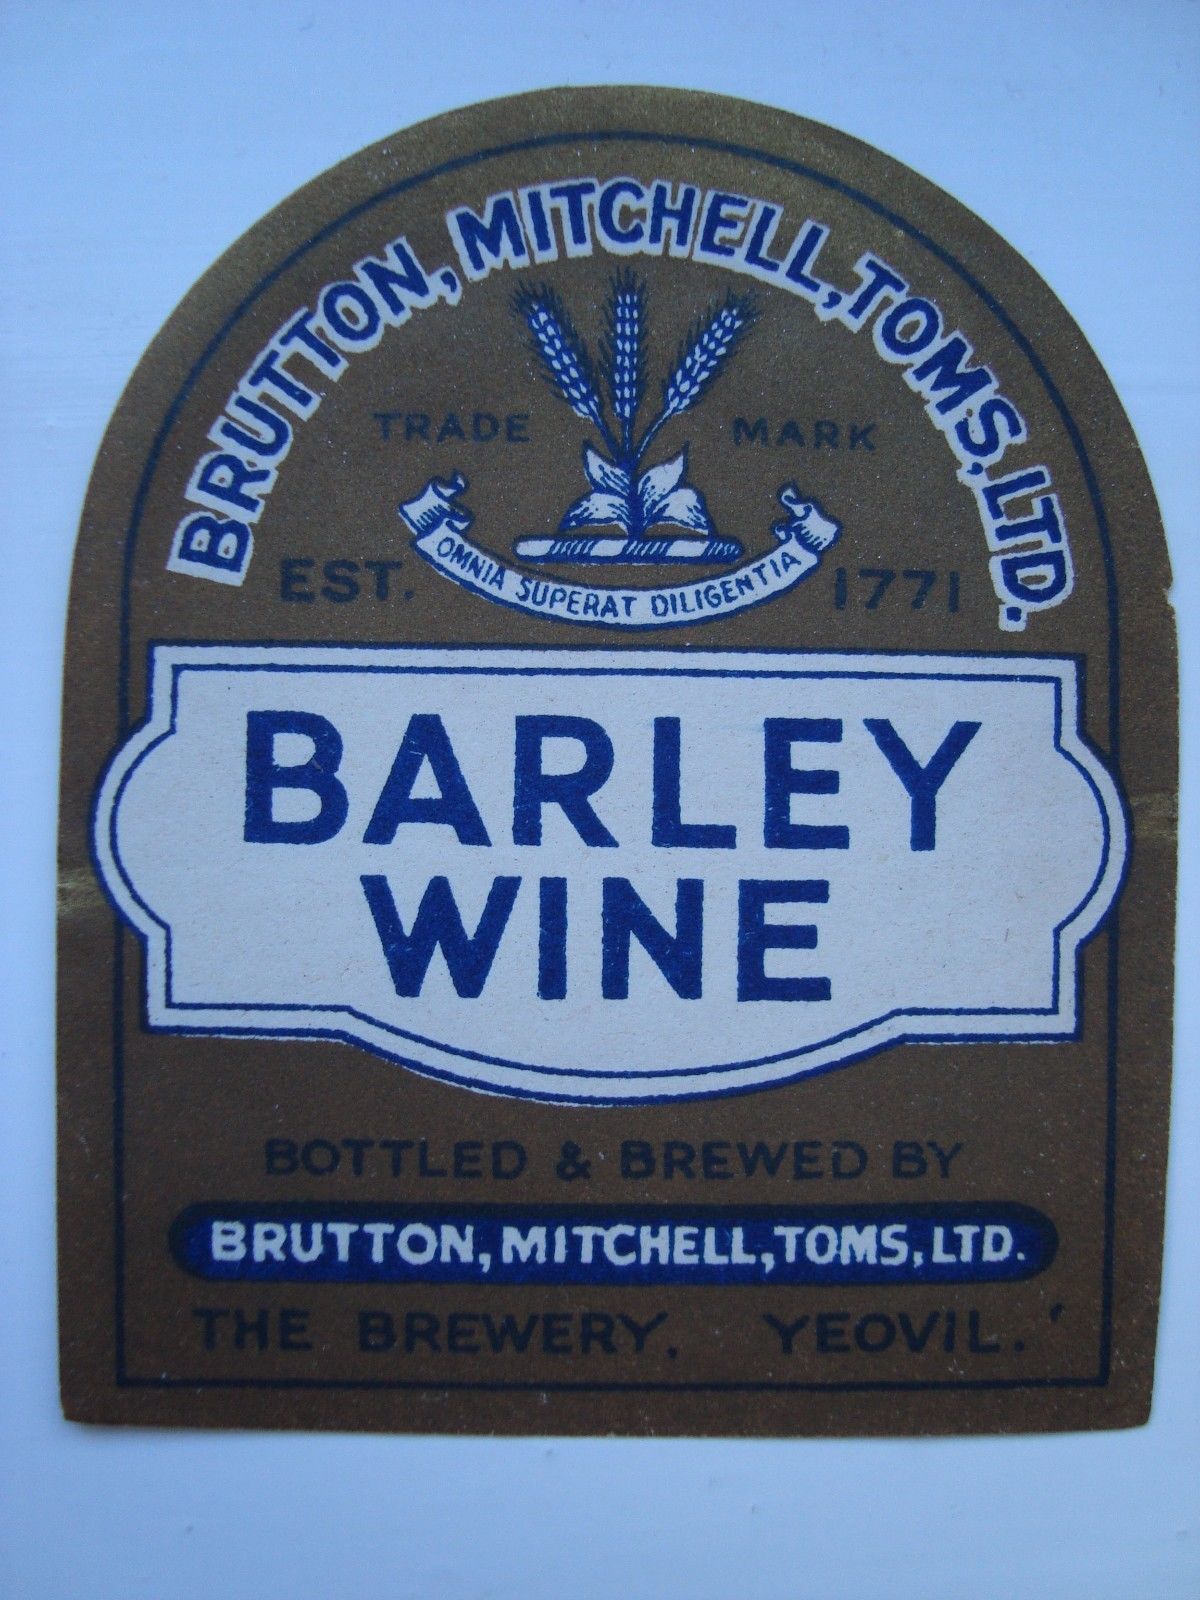 BRUTTON, MITCHELL, TOMS, LTD.
TRADE MARK
OMNIA SUPERAT DILIGENTIA
EST. 1771
BARLEY
WINE
BOTTLED & BREWED BY
BRUTTON, MITCHELL, TOMS, LTD.
THE BREWERY, YEOVIL.